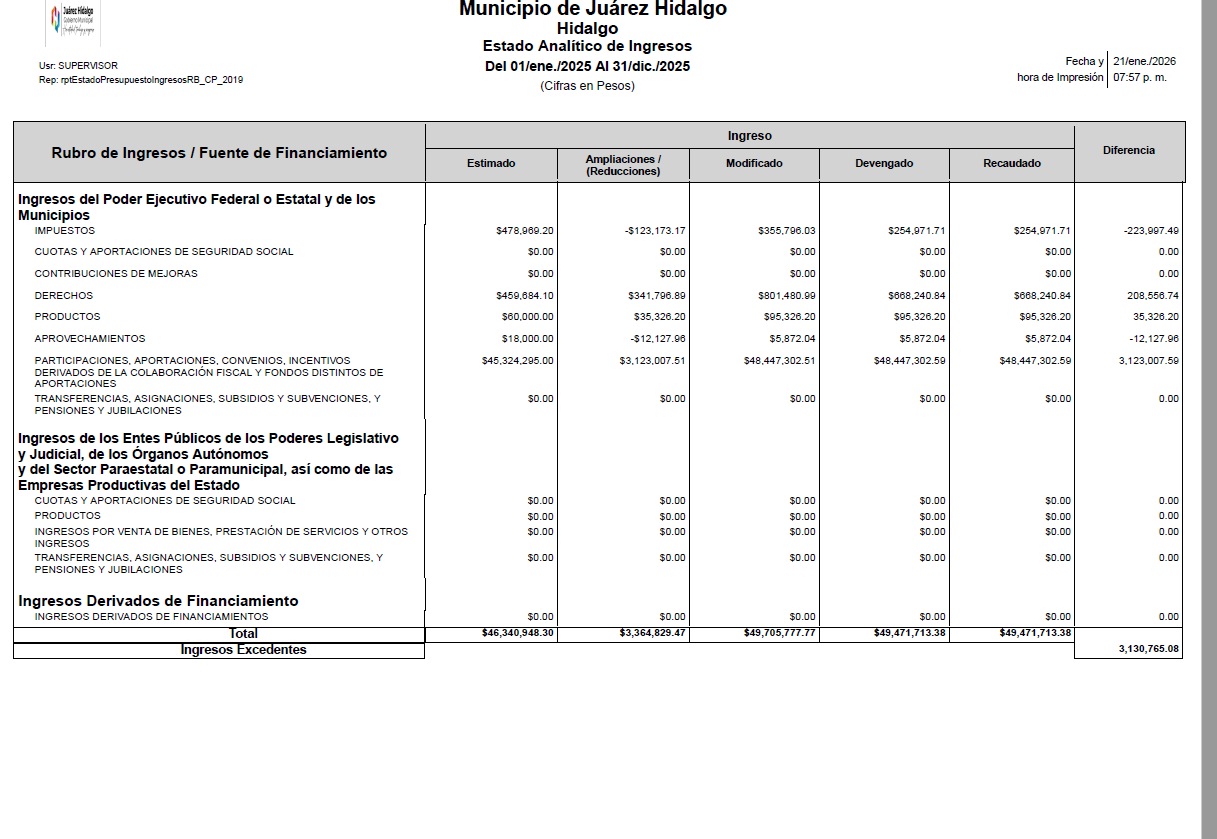 Juárez Hidalgo
Gobierno Municipal
Municipio de Juárez Hidalgo
Hidalgo
Estado Analítico de Ingresos
Del 01/ene./2025 Al 31/dic./2025
(Cifras en Pesos)
Usr: SUPERVISOR
Rep: rptEstadoPresupuestoIngresosRB_CP_2019
Fecha y 21/ene./2026
hora de Impresión 07:57 p. m.
Rubro de Ingresos / Fuente de Financiamiento
Ingreso
Estimado
Ampliaciones /
(Reducciones)
Modificado
Devengado
Recaudado
Diferencia
Ingresos del Poder Ejecutivo Federal o Estatal y de los
Municipios
IMPUESTOS $478,969.20 -$123,173.17 $355,796.03 $254,971.71 $254,971.71 -223,997.49
CUOTAS Y APORTACIONES DE SEGURIDAD SOCIAL $0.00 $0.00 $0.00 $0.00 $0.00 0.00
CONTRIBUCIONES DE MEJORAS $0.00 $0.00 $0.00 $0.00 $0.00 0.00
DERECHOS $459,684.10 $341,796.89 $801,480.99 $668,240.84 $668,240.84 208,556.74
PRODUCTOS $60,000.00 $35,326.20 $95,326.20 $95,326.20 $95,326.20 35,326.20
APROVECHAMIENTOS $18,000.00 -$12,127.96 $5,872.04 $5,872.04 $5,872.04 -12,127.96
PARTICIPACIONES, APORTACIONES, CONVENIOS, INCENTIVOS $45,324,295.00 $3,123,007.51 $48,447,302.51 $48,447,302.59 $48,447,302.59 3,123,007.59
DERIVADOS DE LA COLABORACIÓN FISCAL Y FONDOS DISTINTOS DE
APORTACIONES
TRANSFERENCIAS, ASIGNACIONES, SUBSIDIOS Y SUBVENCIONES, Y $0.00 $0.00 $0.00 $0.00 $0.00 0.00
PENSIONES Y JUBILACIONES
Ingresos de los Entes Públicos de los Poderes Legislativo
y Judicial, de los Órganos Autónomos
y del Sector Paraestatal o Paramunicipal, así como de las
Empresas Productivas del Estado
CUOTAS Y APORTACIONES DE SEGURIDAD SOCIAL $0.00 $0.00 $0.00 $0.00 $0.00 0.00
PRODUCTOS $0.00 $0.00 $0.00 $0.00 $0.00 0.00
INGRESOS POR VENTA DE BIENES, PRESTACIÓN DE SERVICIOS Y OTROS $0.00 $0.00 $0.00 $0.00 $0.00 0.00
INGRESOS
TRANSFERENCIAS, ASIGNACIONES, SUBSIDIOS Y SUBVENCIONES, Y $0.00 $0.00 $0.00 $0.00 $0.00 0.00
PENSIONES Y JUBILACIONES
Ingresos Derivados de Financiamiento
INGRESOS DERIVADOS DE FINANCIAMIENTOS $0.00 $0.00 $0.00 $0.00 $0.00 0.00
Total $46,340,948.30 $3,364,829.47 $49,705,777.77 $49,471,713.38 $49,471,713.38
Ingresos Excedentes 3,130,765.08